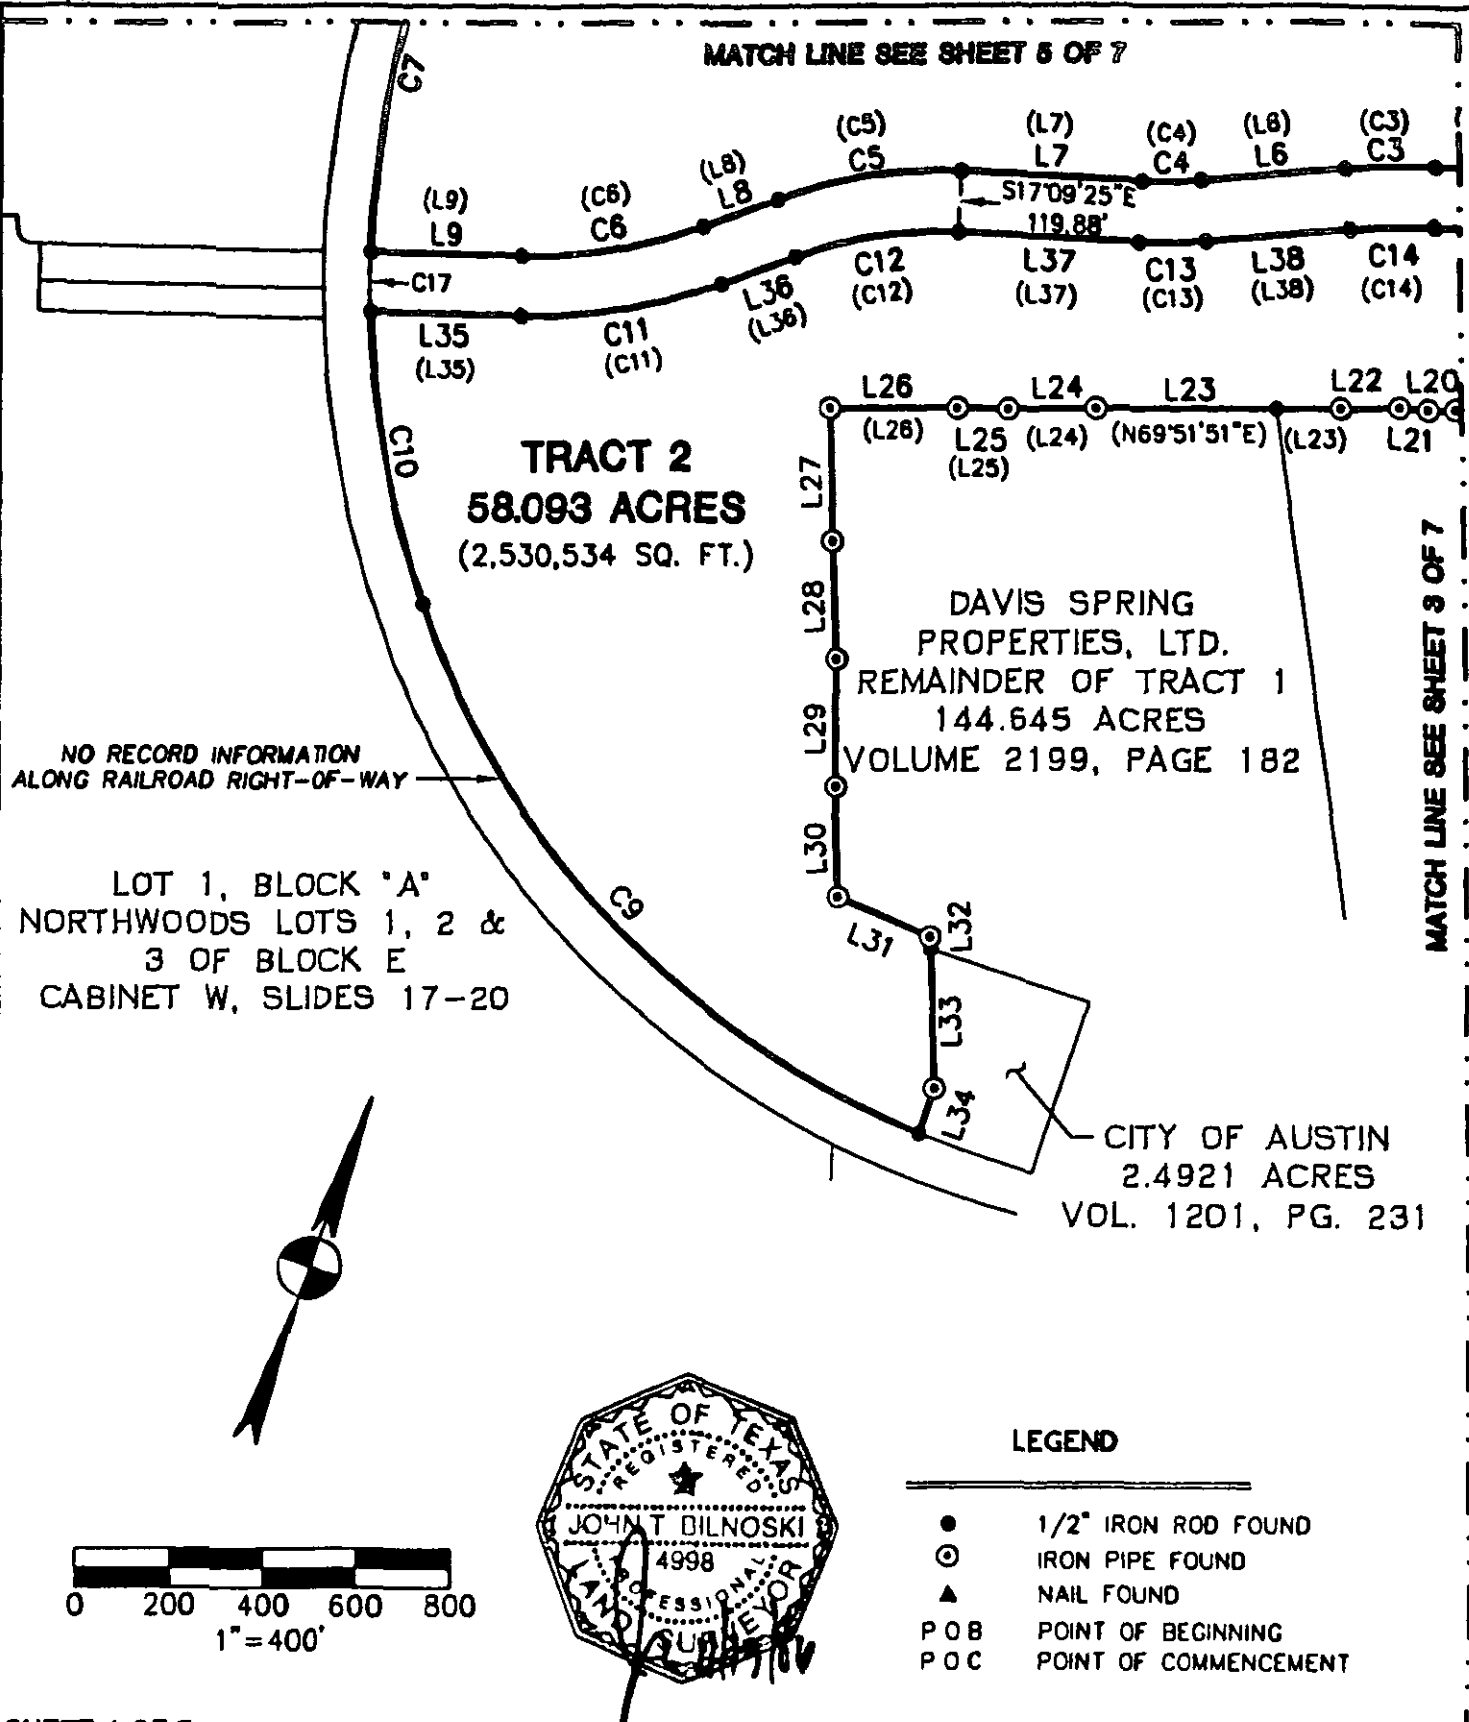 MATCH LINE SEE SHEET 5 OF 7
C7
(C5)
C5
(L7)
L7
(C4)
C4
(L6)
L6
(C3)
C3
(L8)
L8
(L9)
L9
(C6)
C6
S17°09'25"E
119.88'
C17
L35
(L35)
C11
(C11)
L36
(L36)
C12
(C12)
L37
(L37)
C13
(C13)
L38
(L38)
C14
(C14)
L26
(L26)
L25
(L25)
L24
(L24)
L23
(N69°51'51"E)
(L23)
L22
L21
L20
C10
TRACT 2
58.093 ACRES
(2,530,534 SQ. FT.)
L27
L28
L29
L30
L31
L32
L33
L34
DAVIS SPRING
PROPERTIES, LTD.
REMAINDER OF TRACT 1
144.645 ACRES
VOLUME 2199, PAGE 182
MATCH LINE SEE SHEET 3 OF 7
NO RECORD INFORMATION
ALONG RAILROAD RIGHT-OF-WAY
C9
LOT 1, BLOCK "A"
NORTHWOODS LOTS 1, 2 &
3 OF BLOCK E
CABINET W, SLIDES 17-20
CITY OF AUSTIN
2.4921 ACRES
VOL. 1201, PG. 231
0 200 400 600 800
1"=400'
STATE OF TEXAS
REGISTERED
JOHN T BILNOSKI
4998
PROFESSIONAL
LAND SURVEYOR
LEGEND
1/2" IRON ROD FOUND
IRON PIPE FOUND
NAIL FOUND
P O B POINT OF BEGINNING
P O C POINT OF COMMENCEMENT